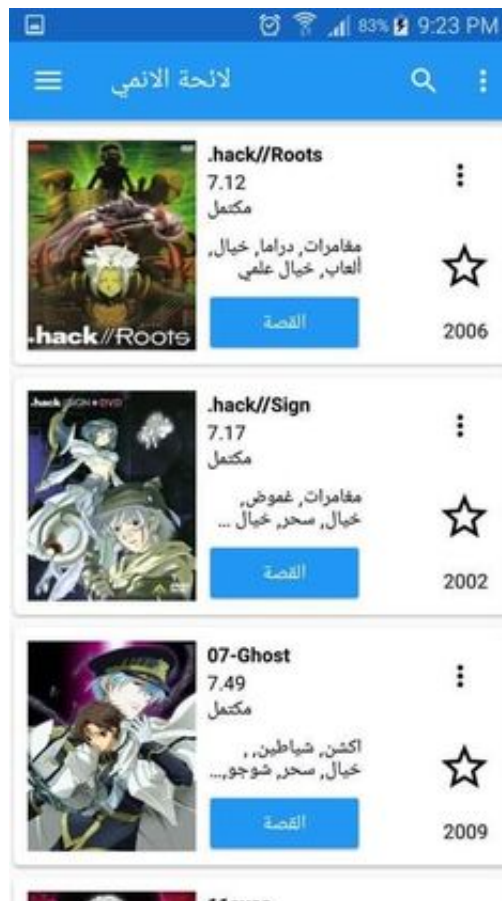 83% 9:23 PM
لائحة الانمي
.hack//Roots
7.12
مكتمل
مغامرات, دراما, خيال,
ألعاب, خيال علمي
القصة
2006
.hack//Roots
.hack//Sign
7.17
مكتمل
مغامرات, غموض,
خيال, سحر, خيال ...
القصة
2002
.hack//SIGN DVD
07-Ghost
7.49
مكتمل
اكشن, شياطين, ,
خيال, سحر, شوجو,...
القصة
2009